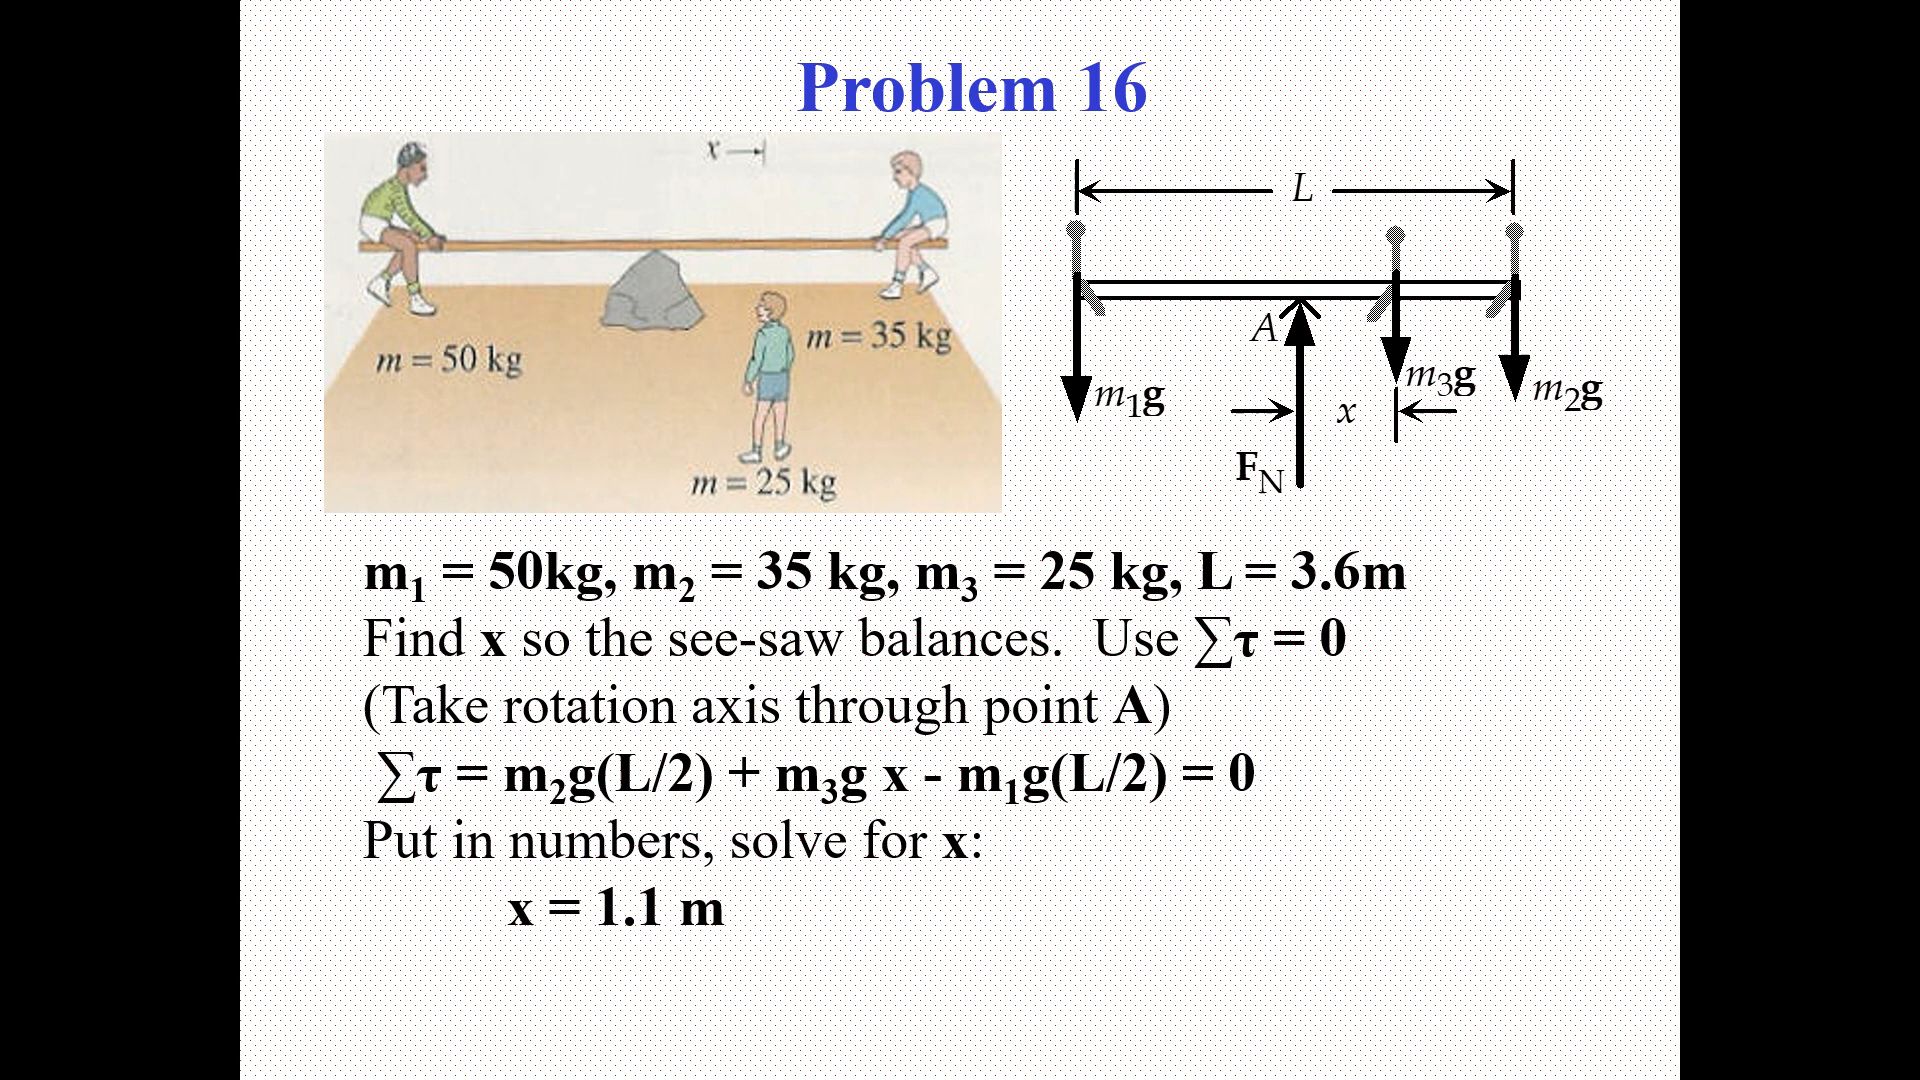 Problem 16
x
m = 50 kg
m = 35 kg
m = 25 kg
L
A
m₁g
x
m₃g
m₂g
F_N
m₁ = 50kg, m₂ = 35 kg, m₃ = 25 kg, L = 3.6m
Find x so the see-saw balances. Use ∑τ = 0
(Take rotation axis through point A)
∑τ = m₂g(L/2) + m₃g x - m₁g(L/2) = 0
Put in numbers, solve for x:
x = 1.1 m